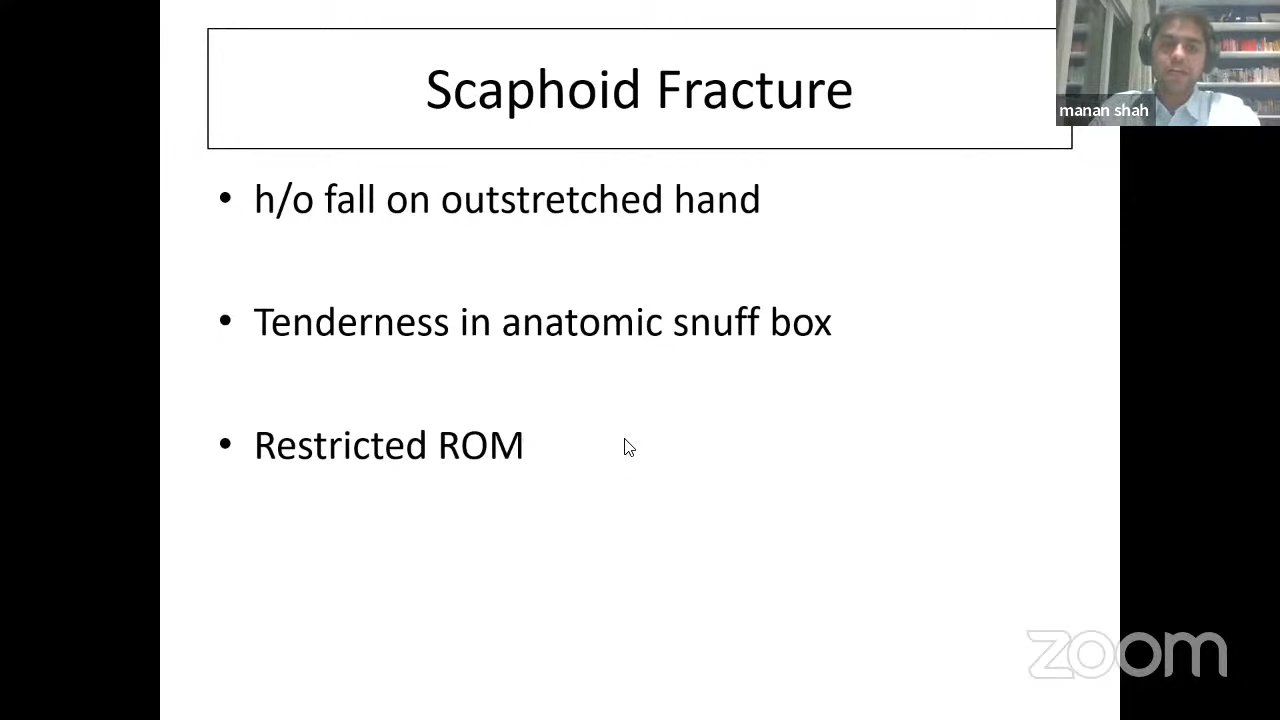 Scaphoid Fracture
manan shah
• h/o fall on outstretched hand
• Tenderness in anatomic snuff box
• Restricted ROM
zoom